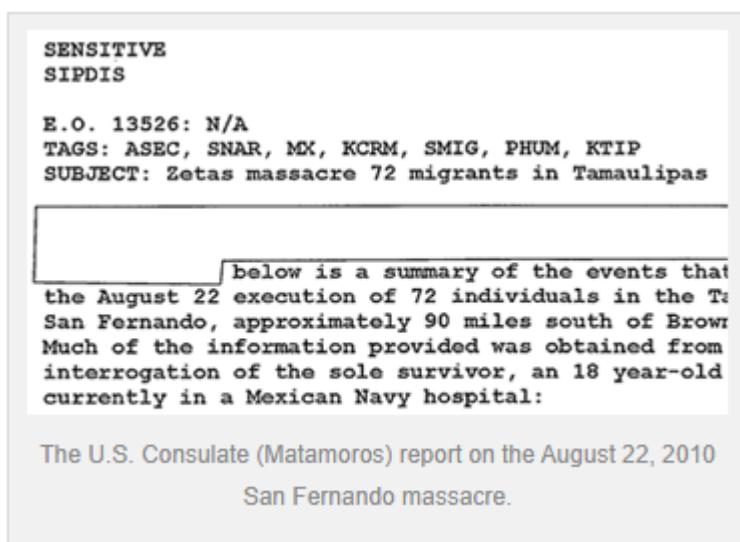 SENSITIVE
SIPDIS
E.O. 13526: N/A
TAGS: ASEC, SNAR, MX, KCRM, SMIG, PHUM, KTIP
SUBJECT: Zetas massacre 72 migrants in Tamaulipas
below is a summary of the events that
the August 22 execution of 72 individuals in the
San Fernando, approximately 90 miles south of
Much of the information provided was obtained from
interrogation of the sole survivor, an 18 year-old
currently in a Mexican Navy hospital:
The U.S. Consulate (Matamoros) report on the August 22, 2010
San Fernando massacre.